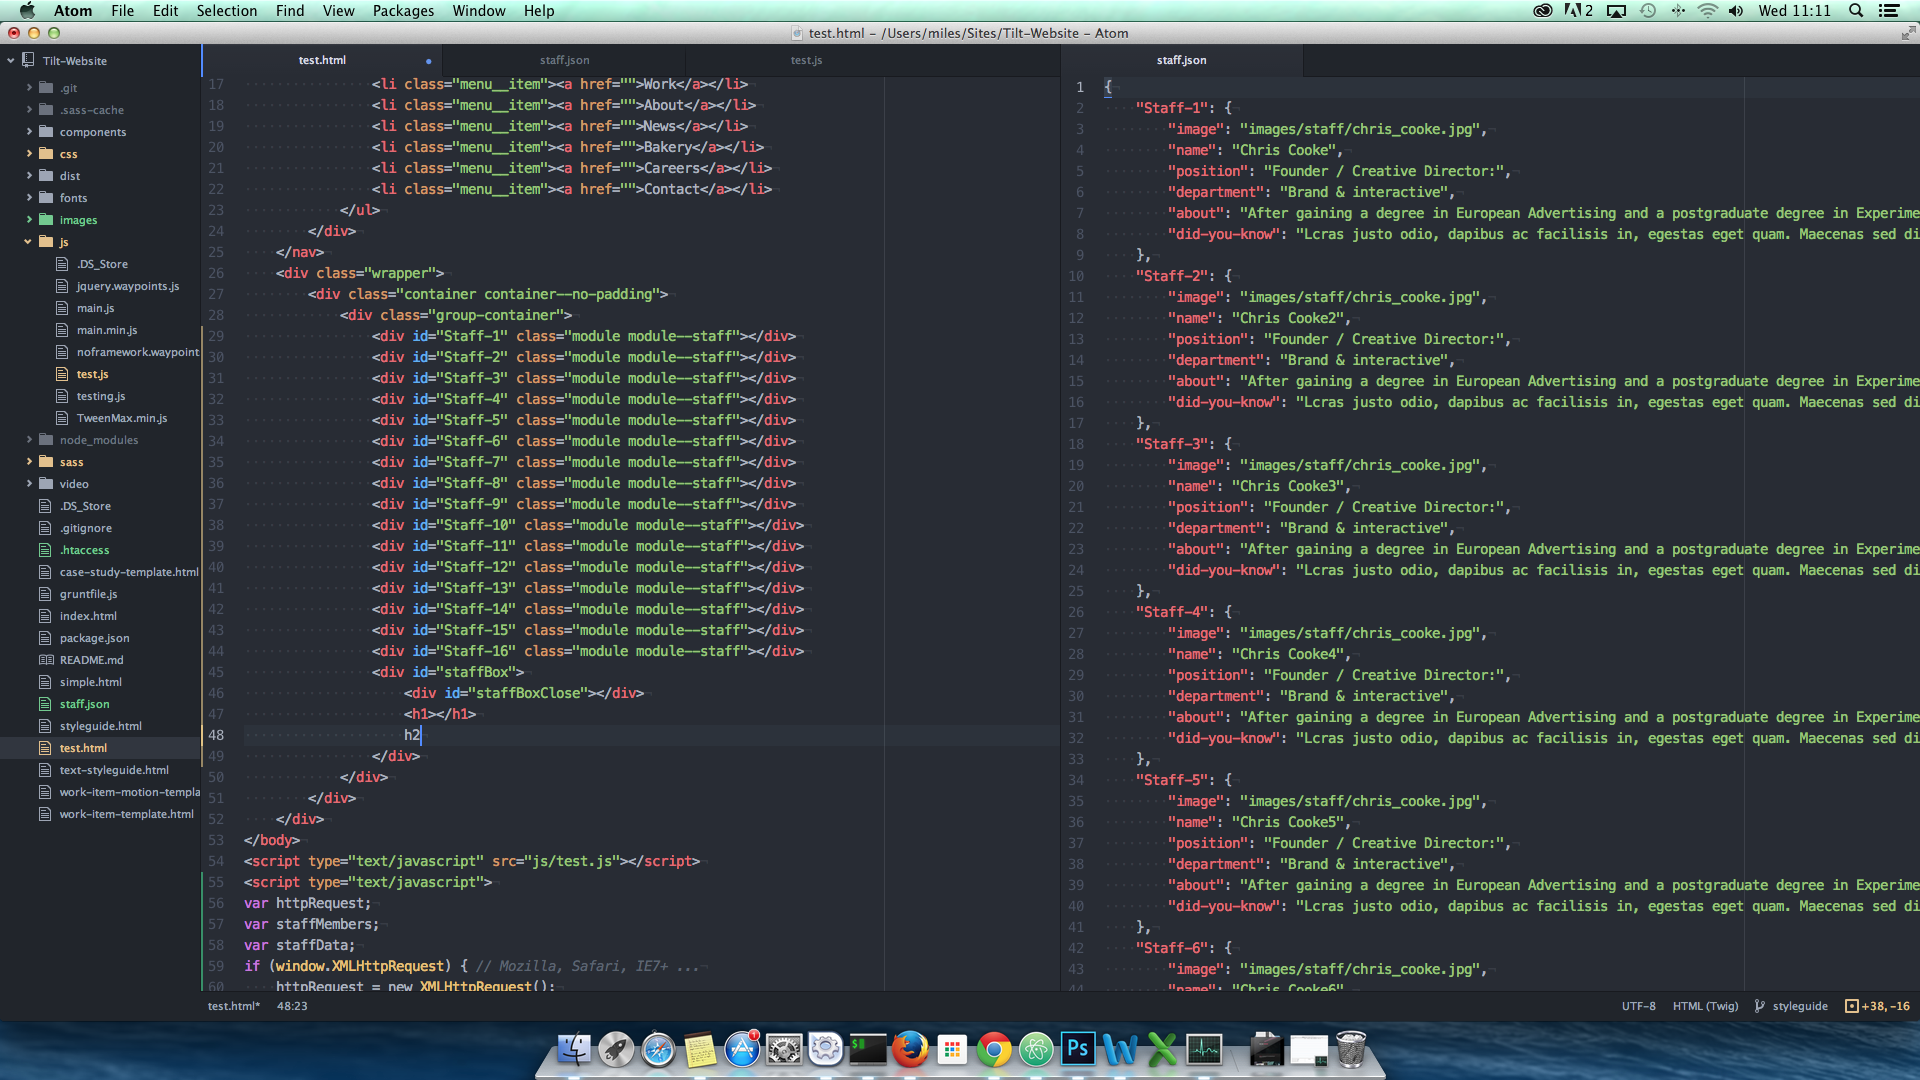 Atom File Edit Selection Find View Packages Window Help
2 Wed 11:11
test.html – /Users/miles/Sites/Tilt-Website – Atom
Tilt-Website
.git
.sass-cache
components
css
dist
fonts
images
js
.DS_Store
jquery.waypoints.js
main.js
main.min.js
noframework.waypoint
test.js
testing.js
TweenMax.min.js
node_modules
sass
video
.DS_Store
.gitignore
.htaccess
case-study-template.html
gruntfile.js
index.html
package.json
README.md
simple.html
staff.json
styleguide.html
test.html
text-styleguide.html
work-item-motion-templa
work-item-template.html
test.html staff.json test.js
17 <li class="menu__item"><a href="">Work</a></li>
18 <li class="menu__item"><a href="">About</a></li>
19 <li class="menu__item"><a href="">News</a></li>
20 <li class="menu__item"><a href="">Bakery</a></li>
21 <li class="menu__item"><a href="">Careers</a></li>
22 <li class="menu__item"><a href="">Contact</a></li>
23 </ul>
24 </div>
25 </nav>
26 <div class="wrapper">
27 <div class="container container--no-padding">
28 <div class="group-container">
29 <div id="Staff-1" class="module module--staff"></div>
30 <div id="Staff-2" class="module module--staff"></div>
31 <div id="Staff-3" class="module module--staff"></div>
32 <div id="Staff-4" class="module module--staff"></div>
33 <div id="Staff-5" class="module module--staff"></div>
34 <div id="Staff-6" class="module module--staff"></div>
35 <div id="Staff-7" class="module module--staff"></div>
36 <div id="Staff-8" class="module module--staff"></div>
37 <div id="Staff-9" class="module module--staff"></div>
38 <div id="Staff-10" class="module module--staff"></div>
39 <div id="Staff-11" class="module module--staff"></div>
40 <div id="Staff-12" class="module module--staff"></div>
41 <div id="Staff-13" class="module module--staff"></div>
42 <div id="Staff-14" class="module module--staff"></div>
43 <div id="Staff-15" class="module module--staff"></div>
44 <div id="Staff-16" class="module module--staff"></div>
45 <div id="staffBox">
46 <div id="staffBoxClose"></div>
47 <h1></h1>
48 h2
49 </div>
50 </div>
51 </div>
52 </div>
53 </body>
54 <script type="text/javascript" src="js/test.js"></script>
55 <script type="text/javascript">
56 var httpRequest;
57 var staffMembers;
58 var staffData;
59 if (window.XMLHttpRequest) { // Mozilla, Safari, IE7+ ...
60 httpRequest = new XMLHttpRequest();
staff.json
1 {
2 "Staff-1": {
3 "image": "images/staff/chris_cooke.jpg",
4 "name": "Chris Cooke",
5 "position": "Founder / Creative Director:",
6 "department": "Brand & interactive",
7 "about": "After gaining a degree in European Advertising and a postgraduate degree in Experime
8 "did-you-know": "Lcras justo odio, dapibus ac facilisis in, egestas eget quam. Maecenas sed di
9 },
10 "Staff-2": {
11 "image": "images/staff/chris_cooke.jpg",
12 "name": "Chris Cooke2",
13 "position": "Founder / Creative Director:",
14 "department": "Brand & interactive",
15 "about": "After gaining a degree in European Advertising and a postgraduate degree in Experime
16 "did-you-know": "Lcras justo odio, dapibus ac facilisis in, egestas eget quam. Maecenas sed di
17 },
18 "Staff-3": {
19 "image": "images/staff/chris_cooke.jpg",
20 "name": "Chris Cooke3",
21 "position": "Founder / Creative Director:",
22 "department": "Brand & interactive",
23 "about": "After gaining a degree in European Advertising and a postgraduate degree in Experime
24 "did-you-know": "Lcras justo odio, dapibus ac facilisis in, egestas eget quam. Maecenas sed di
25 },
26 "Staff-4": {
27 "image": "images/staff/chris_cooke.jpg",
28 "name": "Chris Cooke4",
29 "position": "Founder / Creative Director:",
30 "department": "Brand & interactive",
31 "about": "After gaining a degree in European Advertising and a postgraduate degree in Experime
32 "did-you-know": "Lcras justo odio, dapibus ac facilisis in, egestas eget quam. Maecenas sed di
33 },
34 "Staff-5": {
35 "image": "images/staff/chris_cooke.jpg",
36 "name": "Chris Cooke5",
37 "position": "Founder / Creative Director:",
38 "department": "Brand & interactive",
39 "about": "After gaining a degree in European Advertising and a postgraduate degree in Experime
40 "did-you-know": "Lcras justo odio, dapibus ac facilisis in, egestas eget quam. Maecenas sed di
41 },
42 "Staff-6": {
43 "image": "images/staff/chris_cooke.jpg",
44 "name": "Chris Cooke6",
test.html* 48:23
UTF-8 HTML (Twig) styleguide +38, -16
1
$
Ps